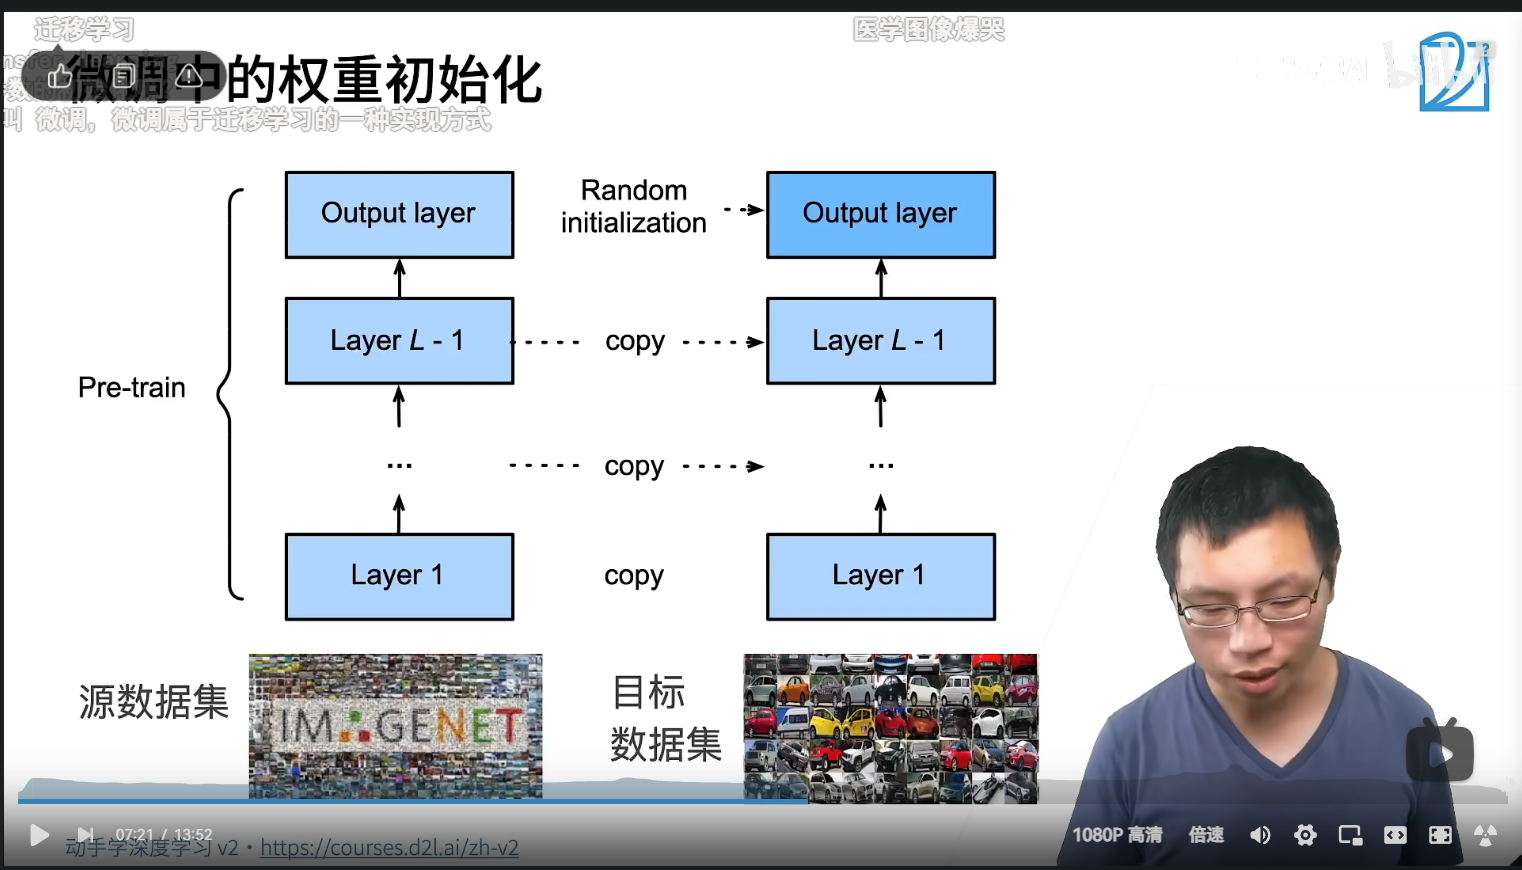 迁移学习
医学图像爆哭
微调中的权重初始化
微调，微调属于迁移学习的一种实现方式
Output layer
Random
initialization
Output layer
Layer L - 1
copy
Layer L - 1
Pre-train
...
copy
...
Layer 1
copy
Layer 1
源数据集
IMAGENET
目标
数据集
07:21 / 13:52
1080P 高清
倍速
动手学深度学习 v2 · https://courses.d2l.ai/zh-v2